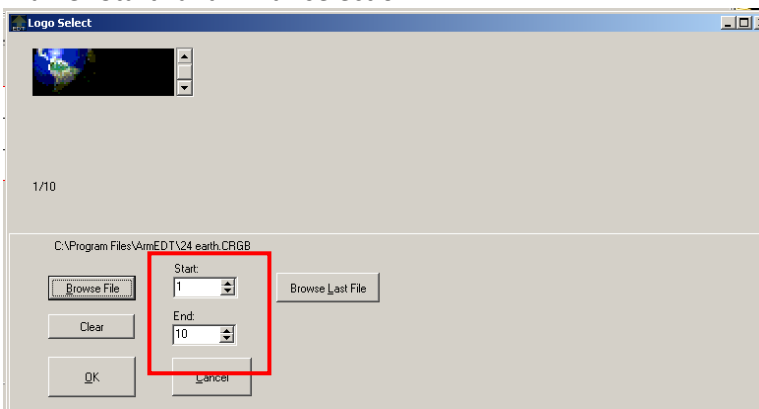 EDT Logo Select
1/10
C:\Program Files\ArmEDT\24 earth.CRGB
Start:
Browse File 1 Browse Last File
End:
Clear 10
OK Cancel